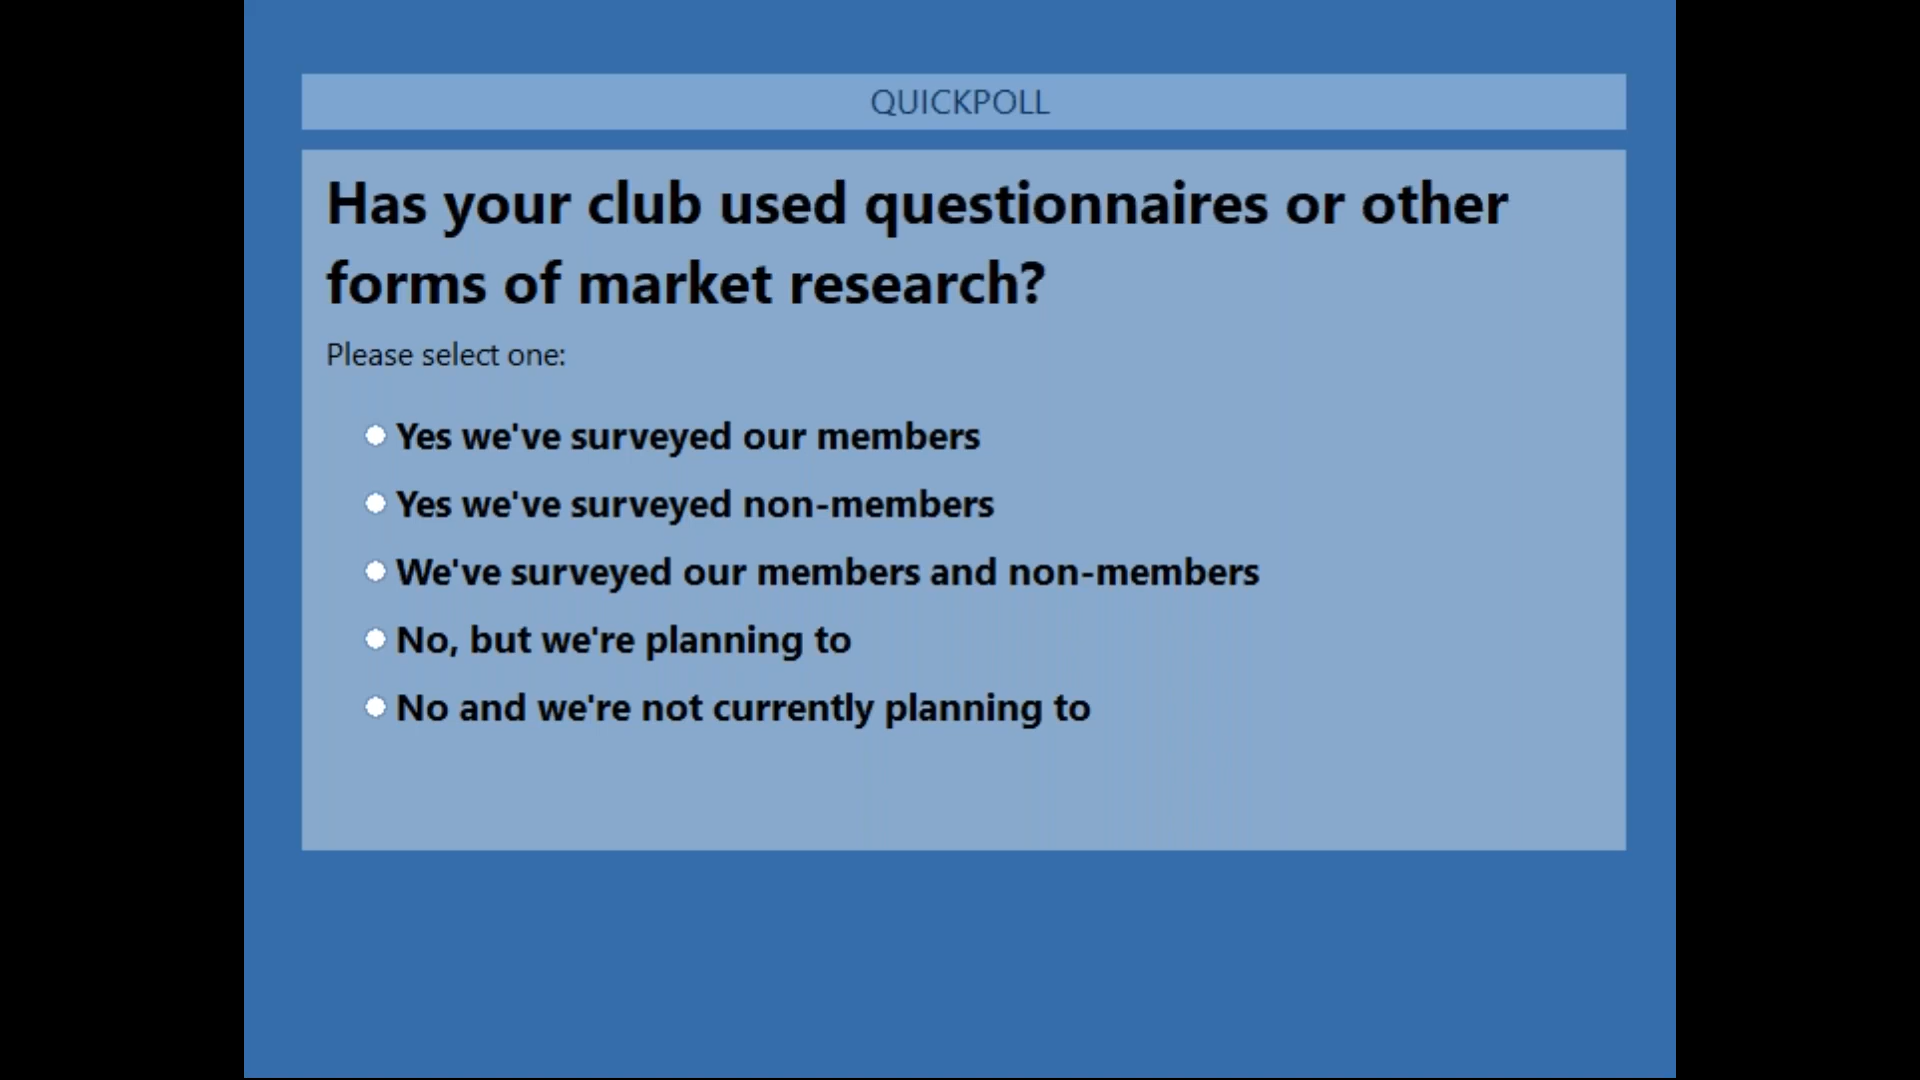 QUICKPOLL
Has your club used questionnaires or other
forms of market research?
Please select one:
Yes we've surveyed our members
Yes we've surveyed non-members
We've surveyed our members and non-members
No, but we're planning to
No and we're not currently planning to